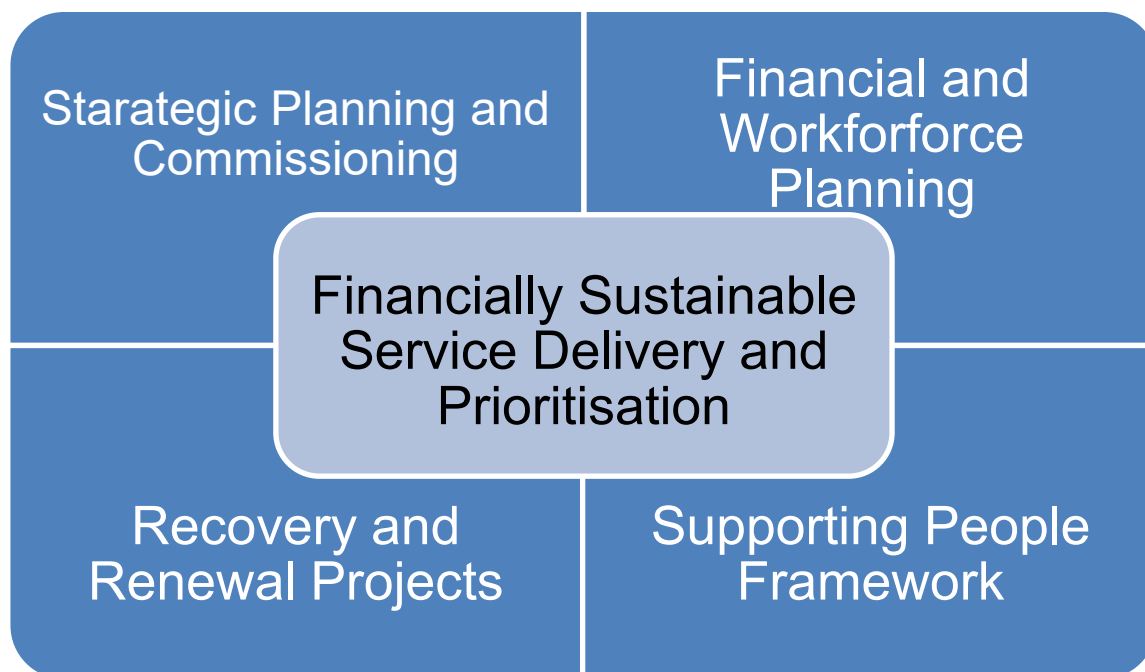 Starategic Planning and
Commissioning
Financial and
Workforforce
Planning
Financially Sustainable
Service Delivery and
Prioritisation
Recovery and
Renewal Projects
Supporting People
Framework